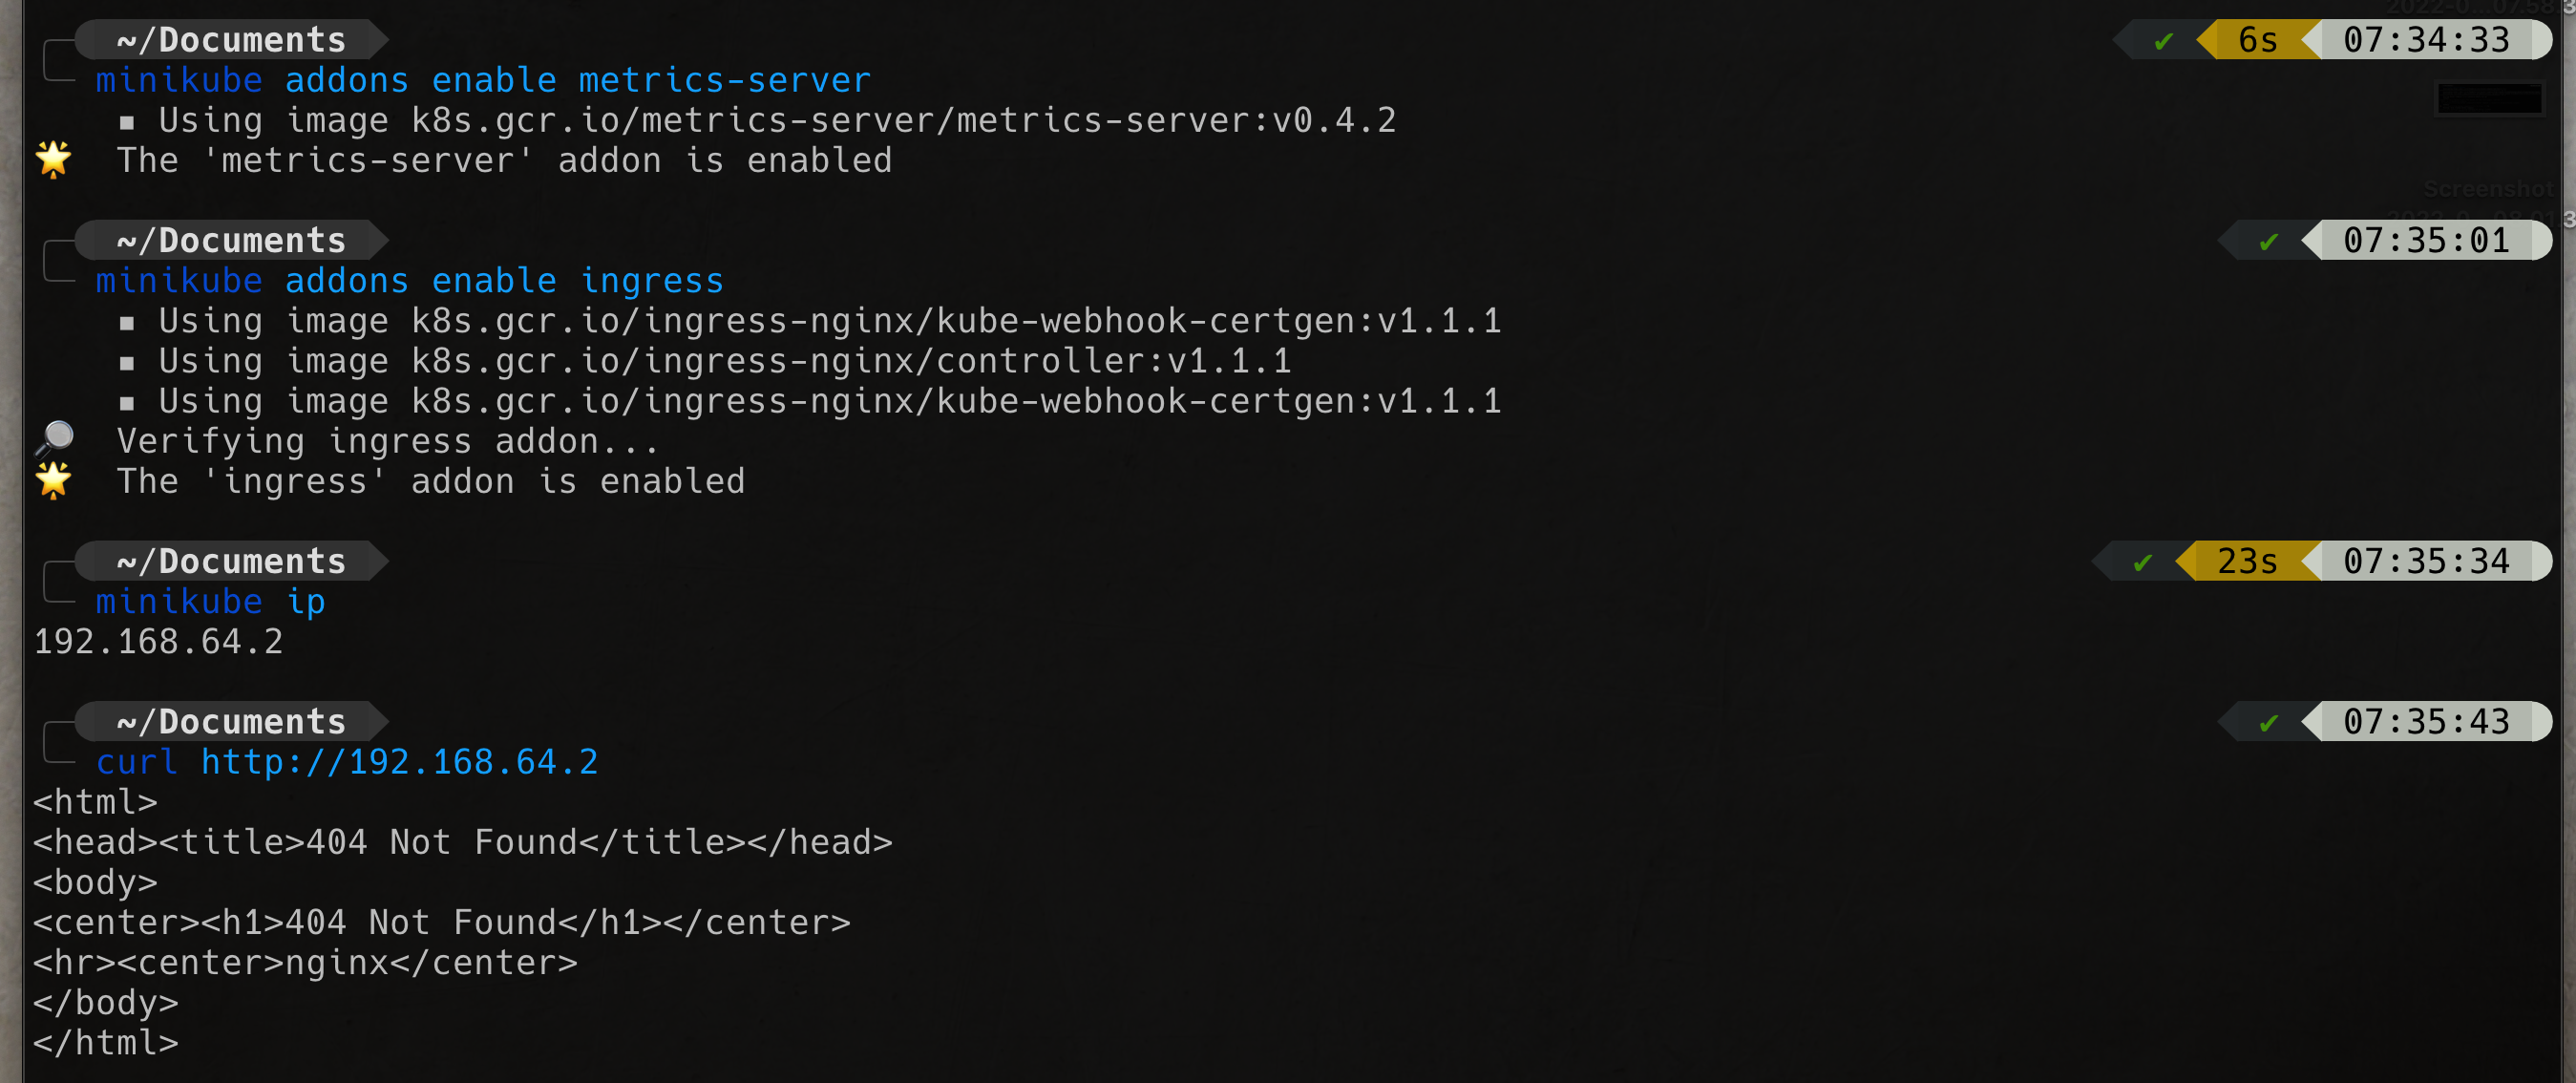 ~/Documents ✔ 6s 07:34:33
minikube addons enable metrics-server
▪ Using image k8s.gcr.io/metrics-server/metrics-server:v0.4.2
🌟 The 'metrics-server' addon is enabled
Screenshot
~/Documents ✔ 07:35:01
minikube addons enable ingress
▪ Using image k8s.gcr.io/ingress-nginx/kube-webhook-certgen:v1.1.1
▪ Using image k8s.gcr.io/ingress-nginx/controller:v1.1.1
▪ Using image k8s.gcr.io/ingress-nginx/kube-webhook-certgen:v1.1.1
🔎 Verifying ingress addon...
🌟 The 'ingress' addon is enabled
~/Documents ✔ 23s 07:35:34
minikube ip
192.168.64.2
~/Documents ✔ 07:35:43
curl http://192.168.64.2
<html>
<head><title>404 Not Found</title></head>
<body>
<center><h1>404 Not Found</h1></center>
<hr><center>nginx</center>
</body>
</html>